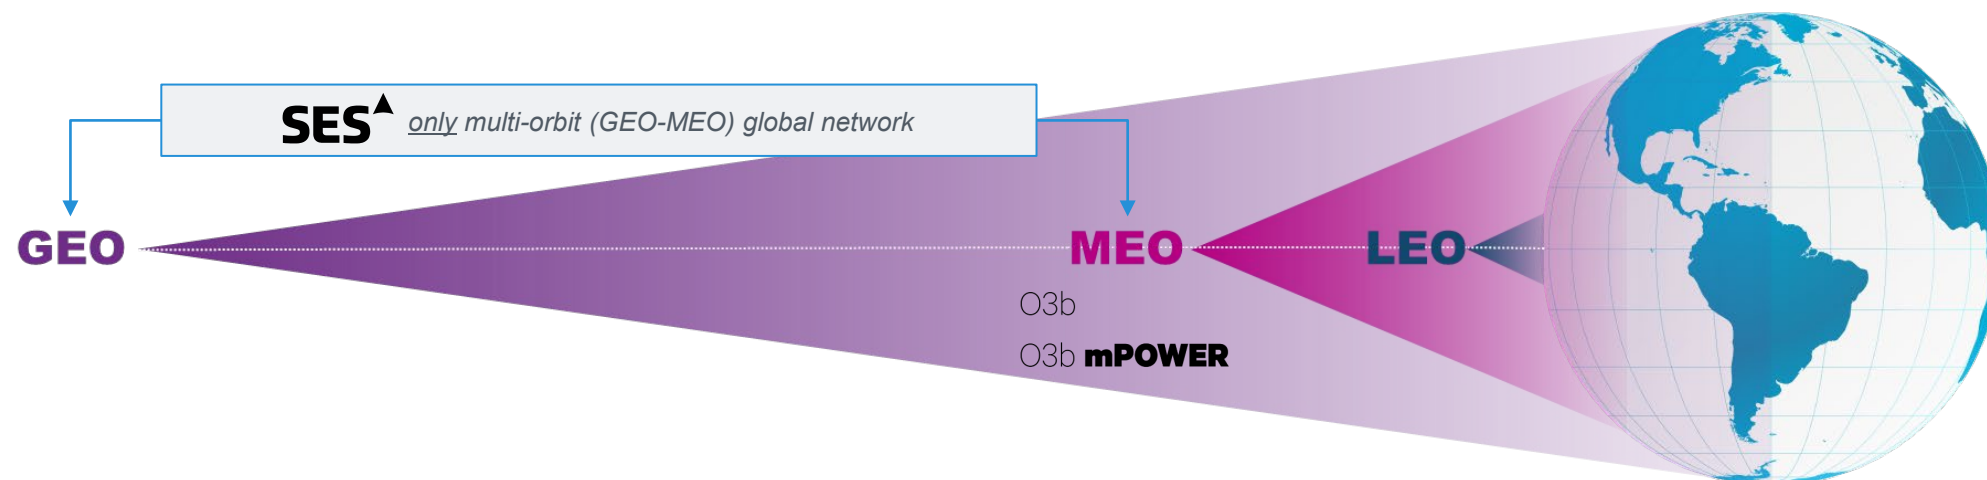 SES only multi-orbit (GEO-MEO) global network
GEO
MEO
LEO
O3b
O3b mPOWER